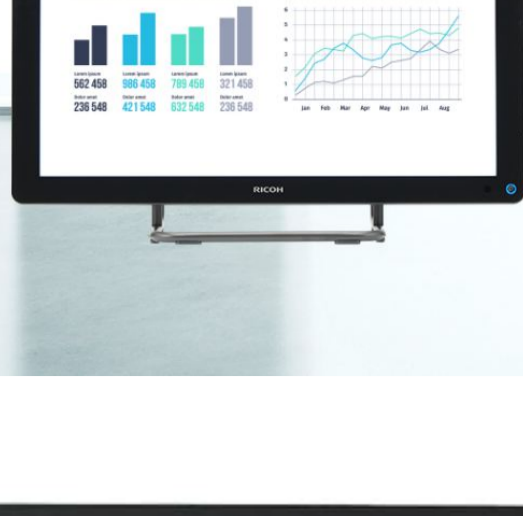 6
5
4
3
2
1
0
Jan Feb Mar Apr May Jun Jul Aug
Lorem Ipsum Lorem Ipsum Lorem Ipsum Lorem Ipsum
562 458 986 458 789 458 321 458
Dolor amet Dolor amet Dolor amet Dolor amet
236 548 421 548 632 548 236 548
RICOH